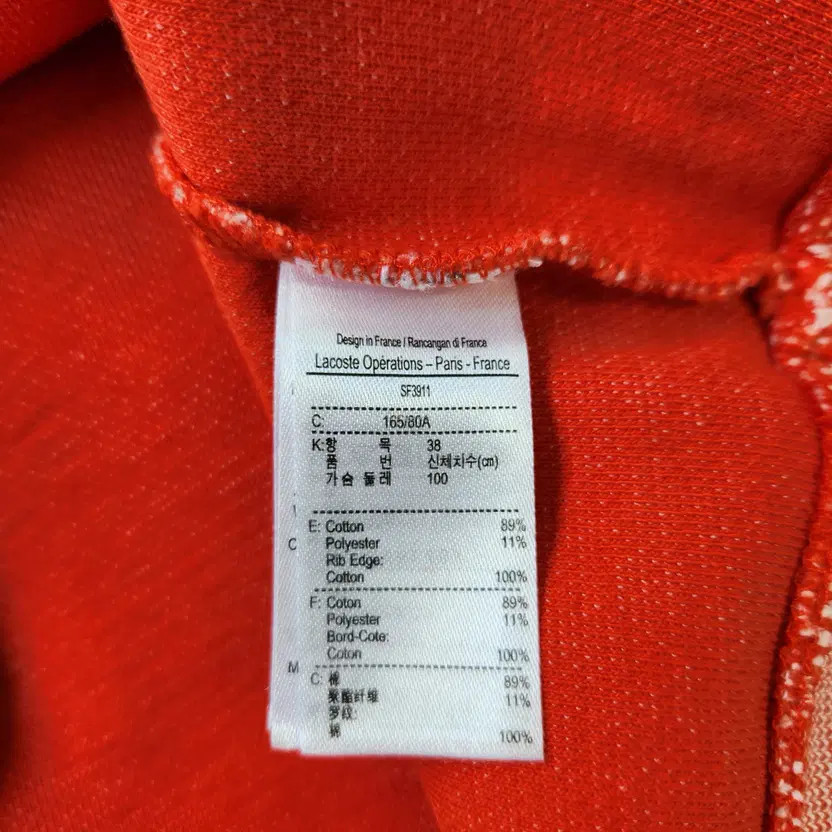 Design in France / Rancangan di France
Lacoste Opèrations – Paris - France
SF3911
C: 165/80A
K:항 목 38
품 번 신체치수(cm)
가슴 둘레 100
E: Cotton 89%
Polyester 11%
Rib Edge:
Cotton 100%
F: Coton 89%
Polyester 11%
Bord-Cote:
Coton 100%
C: 棉 89%
聚酯纤维 11%
罗纹:
棉 100%
C
M